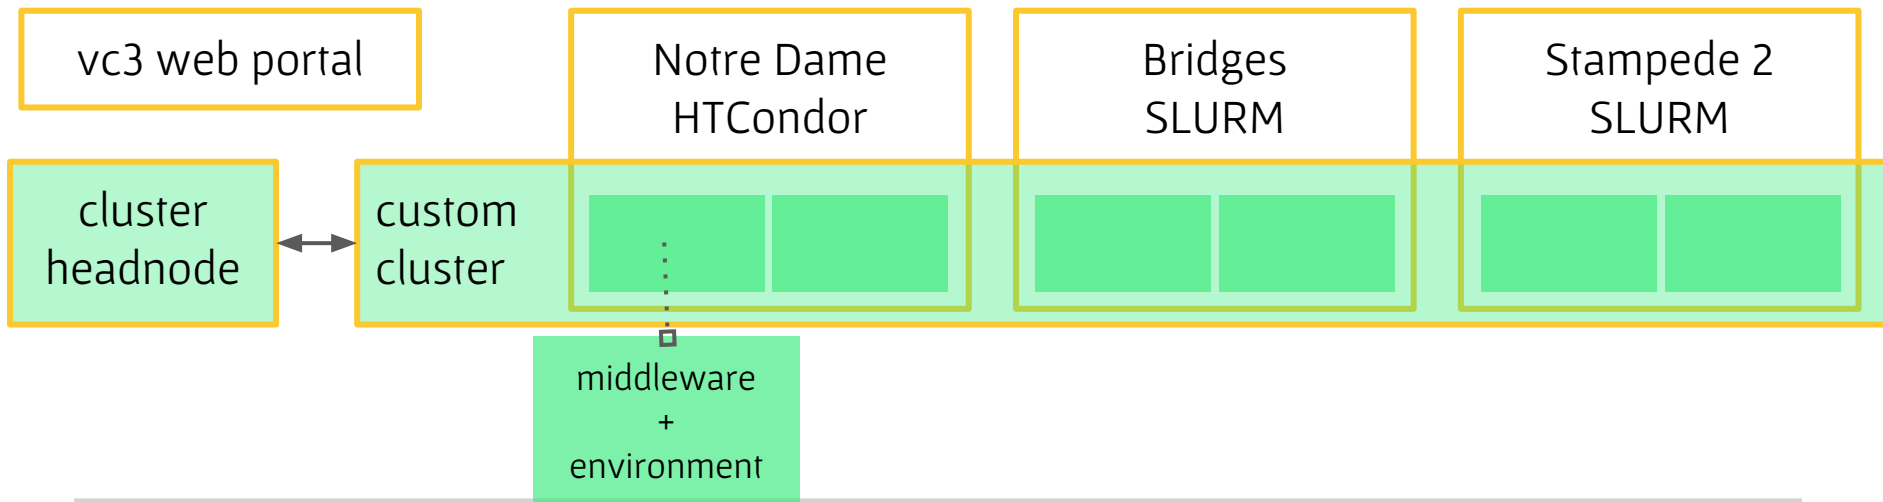 vc3 web portal
Notre Dame
HTCondor
Bridges
SLURM
Stampede 2
SLURM
cluster
headnode
custom
cluster
middleware
+
environment